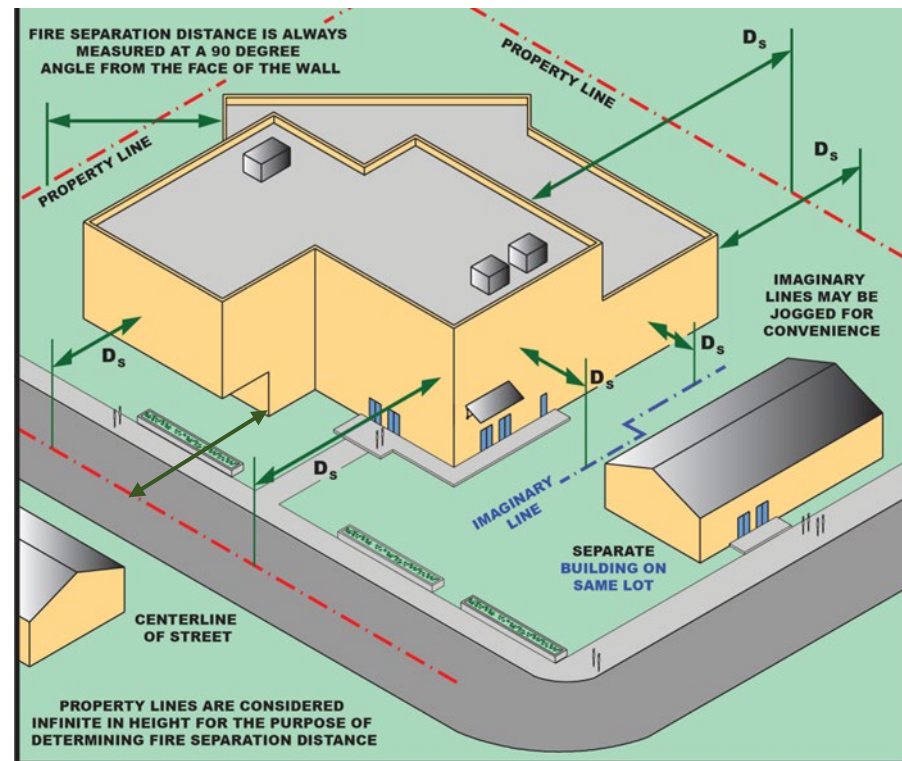 FIRE SEPARATION DISTANCE IS ALWAYS
MEASURED AT A 90 DEGREE
ANGLE FROM THE FACE OF THE WALL
PROPERTY LINE
PROPERTY LINE
Ds
Ds
IMAGINARY
LINES MAY BE
JOGGED FOR
CONVENIENCE
Ds
Ds
Ds
Ds
IMAGINARY
LINE
SEPARATE
BUILDING ON
SAME LOT
CENTERLINE
OF STREET
PROPERTY LINES ARE CONSIDERED
INFINITE IN HEIGHT FOR THE PURPOSE OF
DETERMINING FIRE SEPARATION DISTANCE